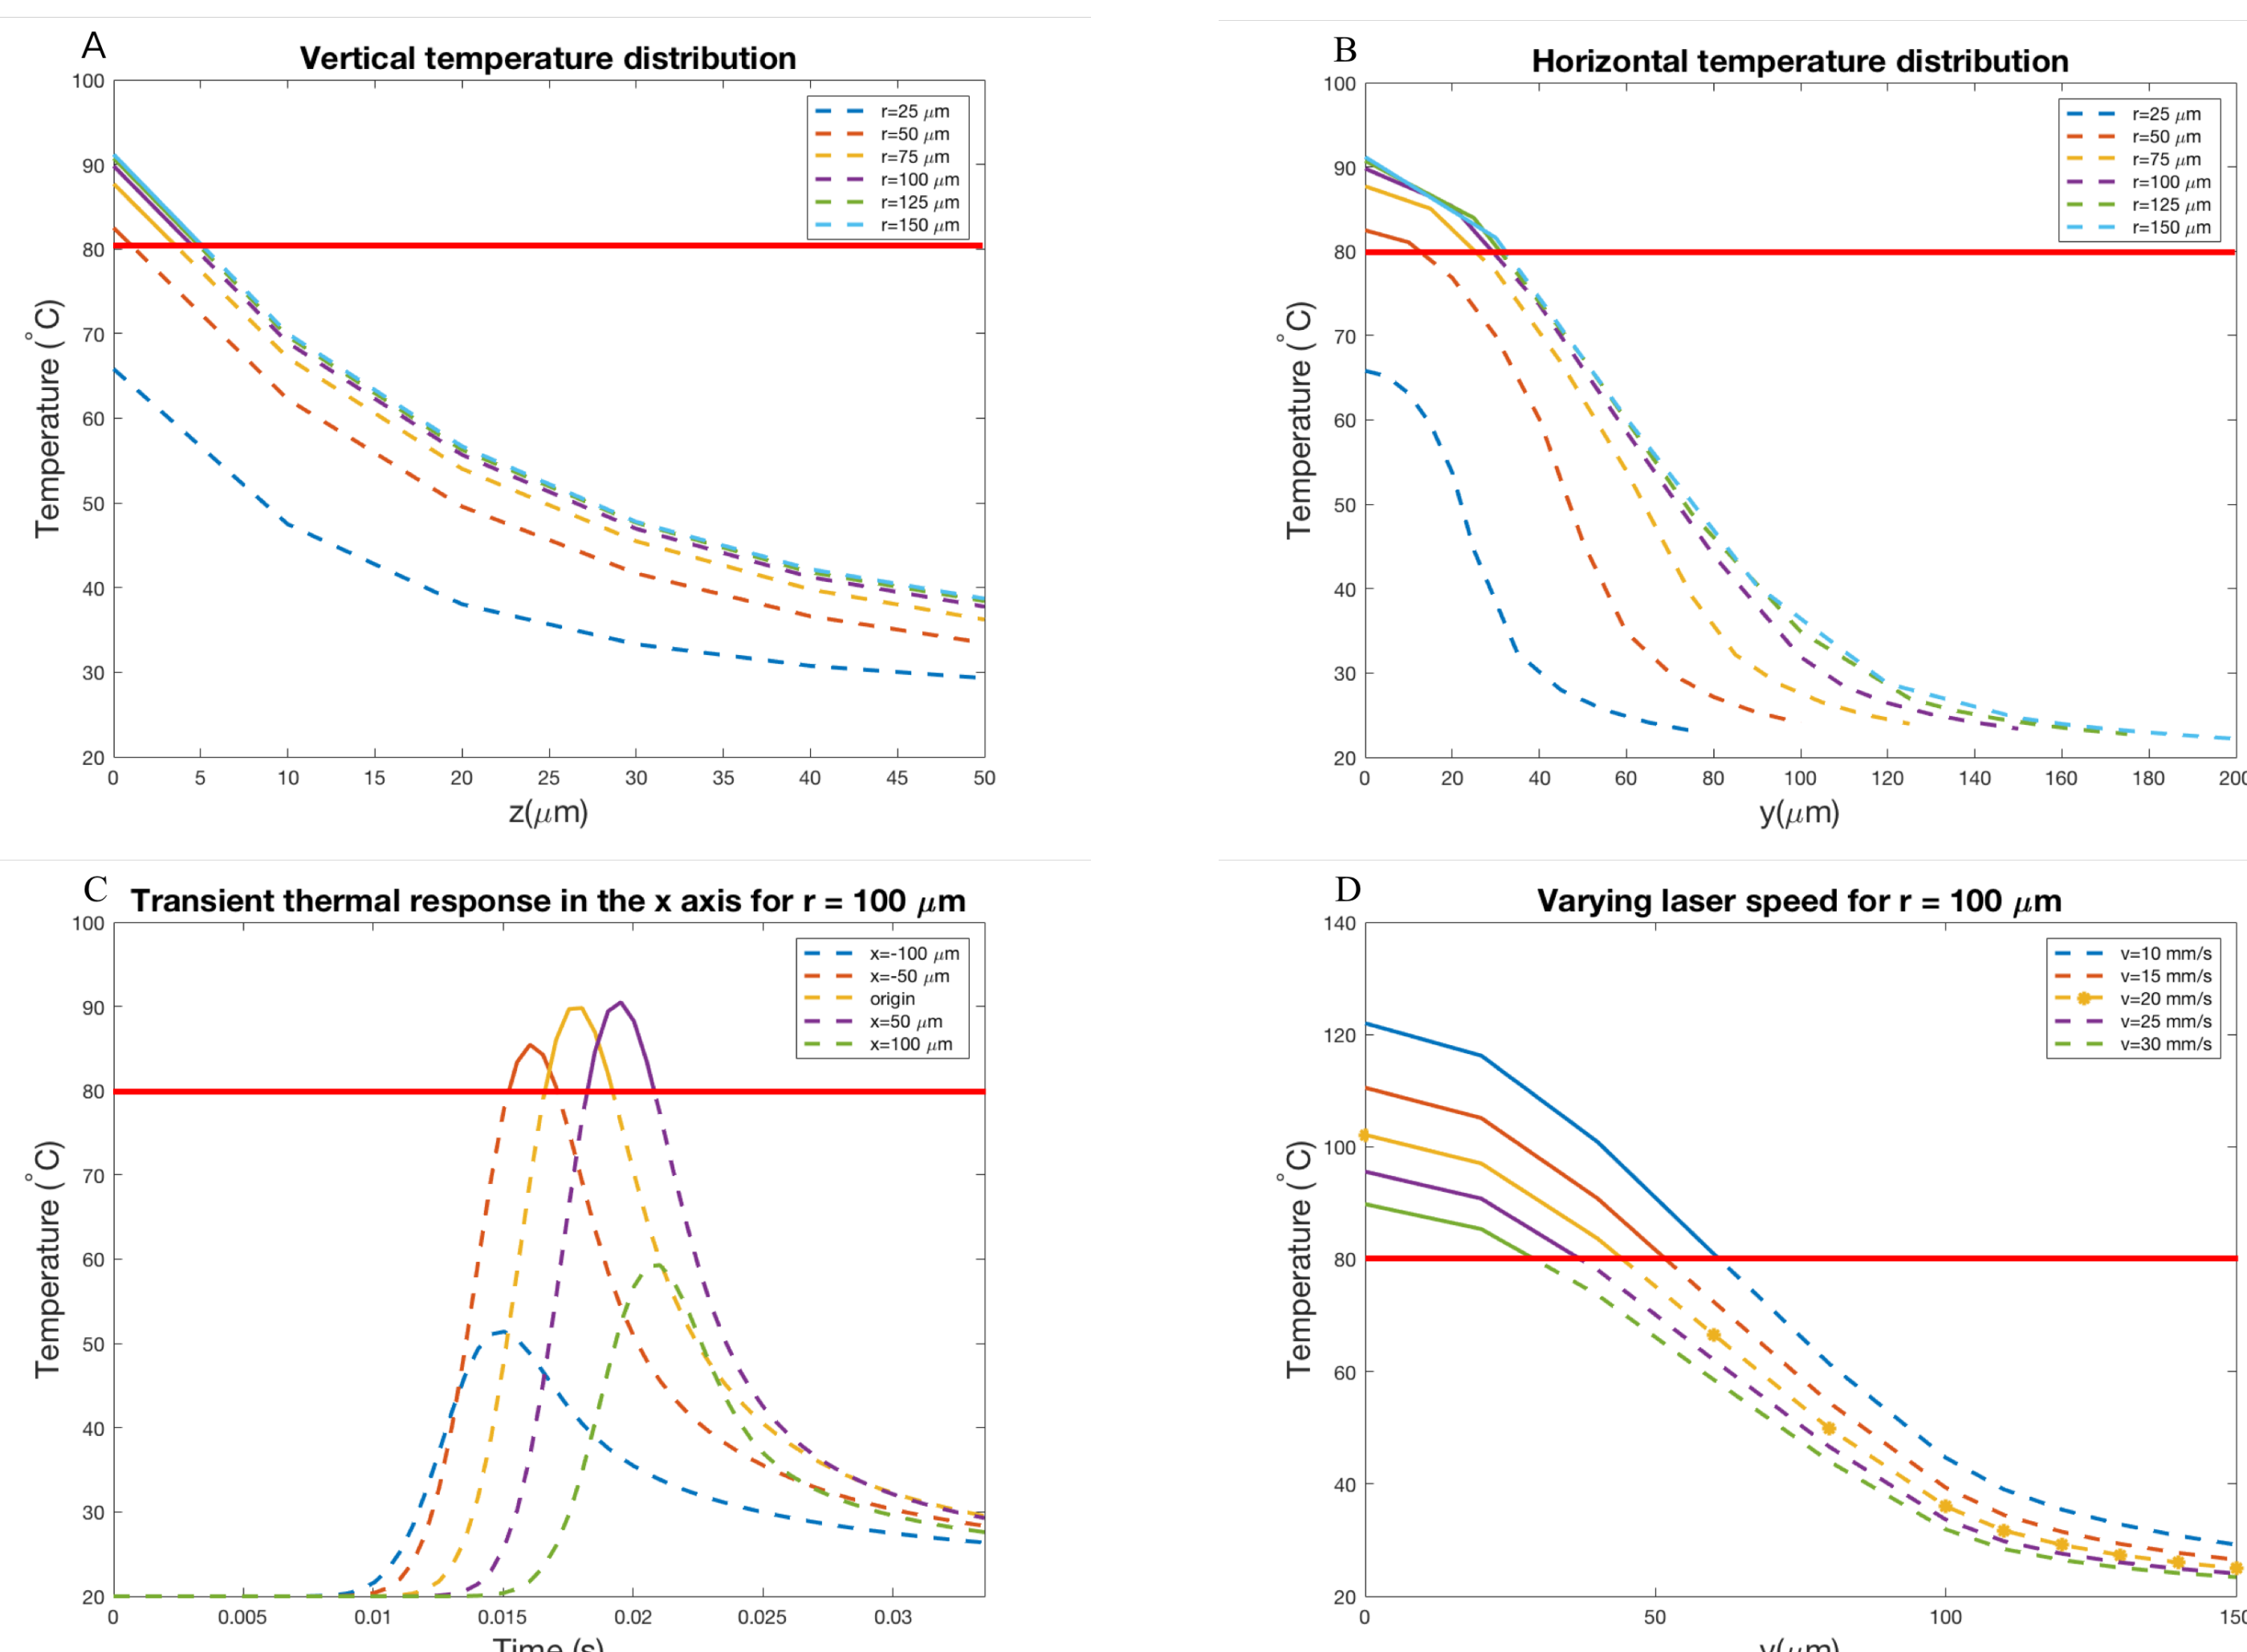 A
Vertical temperature distribution
100
90
80
70
60
50
40
30
20
0 5 10 15 20 25 30 35 40 45 50
Temperature (°C)
z(μm)
r=25 μm
r=50 μm
r=75 μm
r=100 μm
r=125 μm
r=150 μm
B
Horizontal temperature distribution
100
90
80
70
60
50
40
30
20
0 20 40 60 80 100 120 140 160 180 200
Temperature (°C)
y(μm)
r=25 μm
r=50 μm
r=75 μm
r=100 μm
r=125 μm
r=150 μm
C
Transient thermal response in the x axis for r = 100 μm
100
90
80
70
60
50
40
30
20
0 0.005 0.01 0.015 0.02 0.025 0.03
Temperature (°C)
Time (s)
x=-100 μm
x=-50 μm
origin
x=50 μm
x=100 μm
D
Varying laser speed for r = 100 μm
140
120
100
80
60
40
20
0 50 100 150
Temperature (°C)
y(μm)
v=10 mm/s
v=15 mm/s
v=20 mm/s
v=25 mm/s
v=30 mm/s